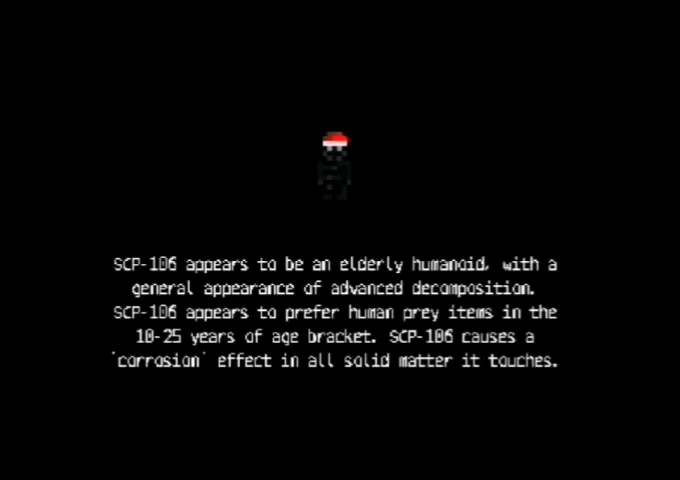 SCP-106 appears to be an elderly humanoid, with a
general appearance of advanced decomposition.
SCP-106 appears to prefer human prey items in the
10-25 years of age bracket. SCP-106 causes a
'corrosion' effect in all solid matter it touches.